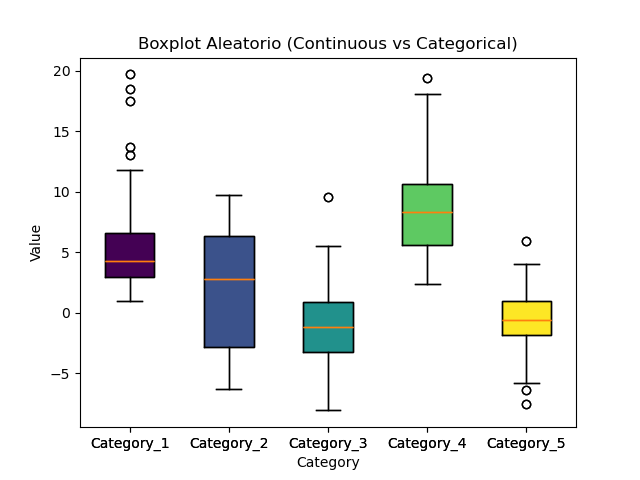 Boxplot Aleatorio (Continuous vs Categorical)
20
15
10
5
0
−5
Value
Category_1 Category_2 Category_3 Category_4 Category_5
Category